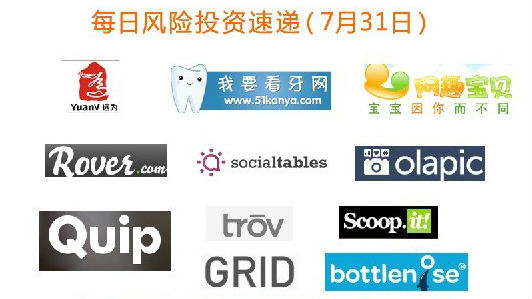 每日风险投资速递(7月31日)
YuanV 远为
我要看牙网
www.51kanya.com
网趣宝贝
宝宝因你而不同
Rover.com
socialtables
olapic
Quip
trōv
Scoop.it!
GRID
bottlenose®